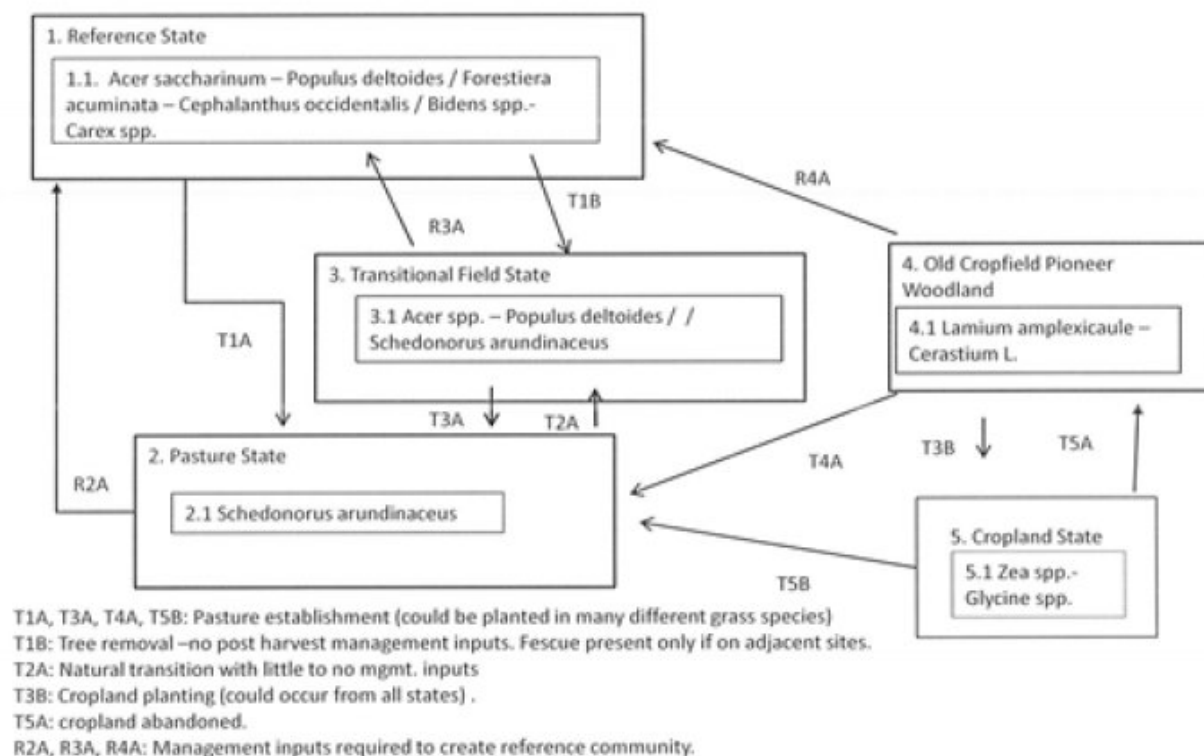 1. Reference State
1.1. Acer saccharinum – Populus deltoides / Forestiera
acuminata – Cephalanthus occidentalis / Bidens spp.-
Carex spp.
R4A
T1B
R3A
3. Transitional Field State
3.1 Acer spp. – Populus deltoides / /
Schedonorus arundinaceus
4. Old Cropfield Pioneer
Woodland
4.1 Lamium amplexicaule –
Cerastium L.
T1A
T3A
T2A
T3B
T5A
T4A
2. Pasture State
2.1 Schedonorus arundinaceus
R2A
5. Cropland State
5.1 Zea spp.-
Glycine spp.
T5B
T1A, T3A, T4A, T5B: Pasture establishment (could be planted in many different grass species)
T1B: Tree removal –no post harvest management inputs. Fescue present only if on adjacent sites.
T2A: Natural transition with little to no mgmt. inputs
T3B: Cropland planting (could occur from all states) .
T5A: cropland abandoned.
R2A, R3A, R4A: Management inputs required to create reference community.